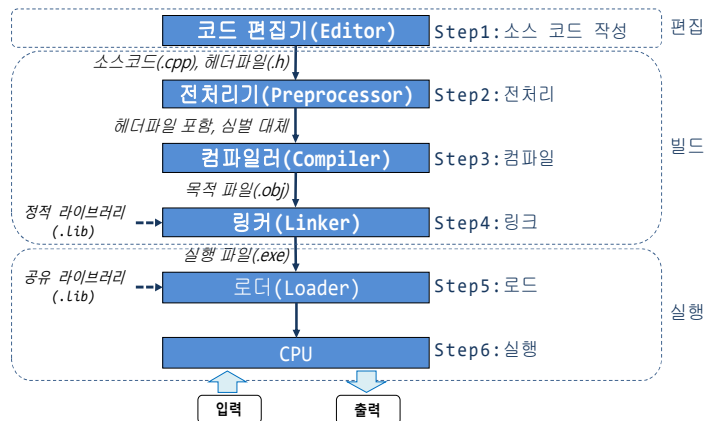 코드 편집기(Editor) Step1:소스 코드 작성 편집
소스코드(.cpp), 헤더파일(.h)
전처리기(Preprocessor) Step2:전처리
헤더파일 포함, 심벌 대체
컴파일러(Compiler) Step3:컴파일 빌드
목적 파일(.obj)
정적 라이브러리
(.lib)
링커(Linker) Step4:링크
실행 파일(.exe)
공유 라이브러리
(.lib)
로더(Loader) Step5:로드
실행
CPU Step6:실행
입력 출력